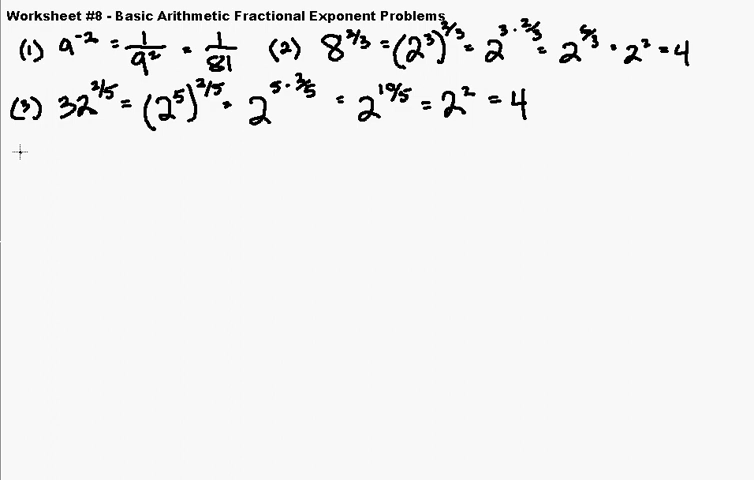 Worksheet #8 - Basic Arithmetic Fractional Exponent Problems
(1) 9^-2 = 1/9^2 = 1/81 (2) 8^2/3 = (2^3)^2/3 = 2^3·2/3 = 2^6/3 = 2^2 = 4
(3) 32^2/5 = (2^5)^2/5 = 2^5·2/5 = 2^10/5 = 2^2 = 4